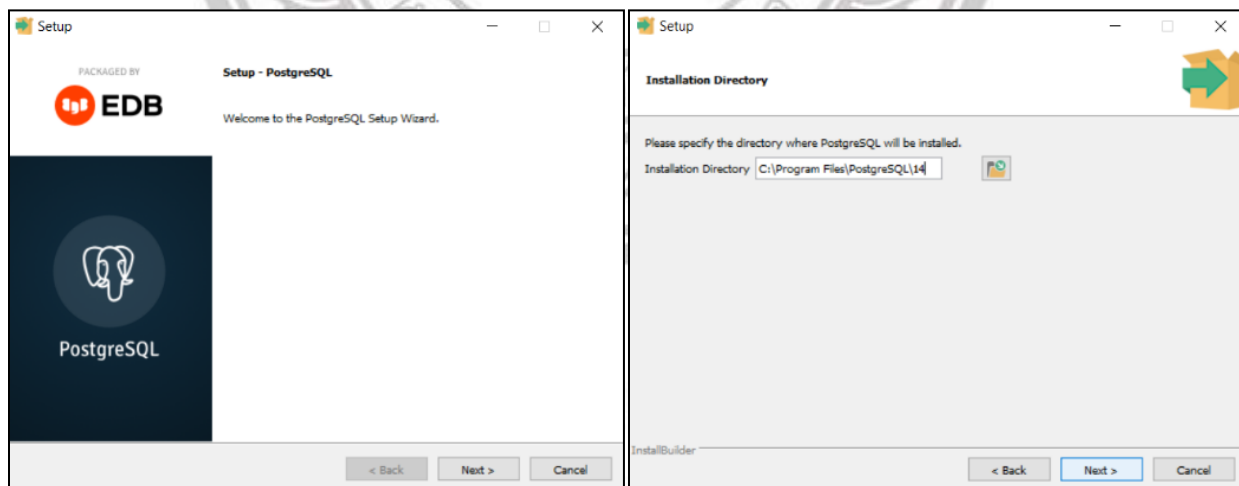 Setup
PACKAGED BY
EDB
Setup - PostgreSQL
Welcome to the PostgreSQL Setup Wizard.
PostgreSQL
< Back
Next >
Cancel
Setup
Installation Directory
Please specify the directory where PostgreSQL will be installed.
Installation Directory C:\Program Files\PostgreSQL\14
InstallBuilder
< Back
Next >
Cancel